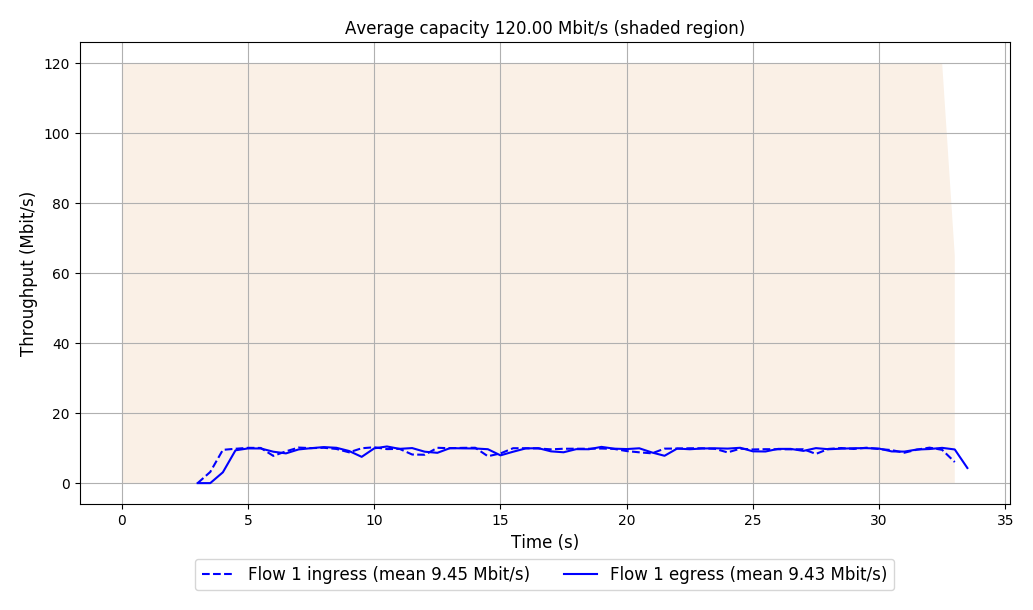 Average capacity 120.00 Mbit/s (shaded region)
120
100
80
60
40
20
0
Throughput (Mbit/s)
0 5 10 15 20 25 30 35
Time (s)
Flow 1 ingress (mean 9.45 Mbit/s) Flow 1 egress (mean 9.43 Mbit/s)